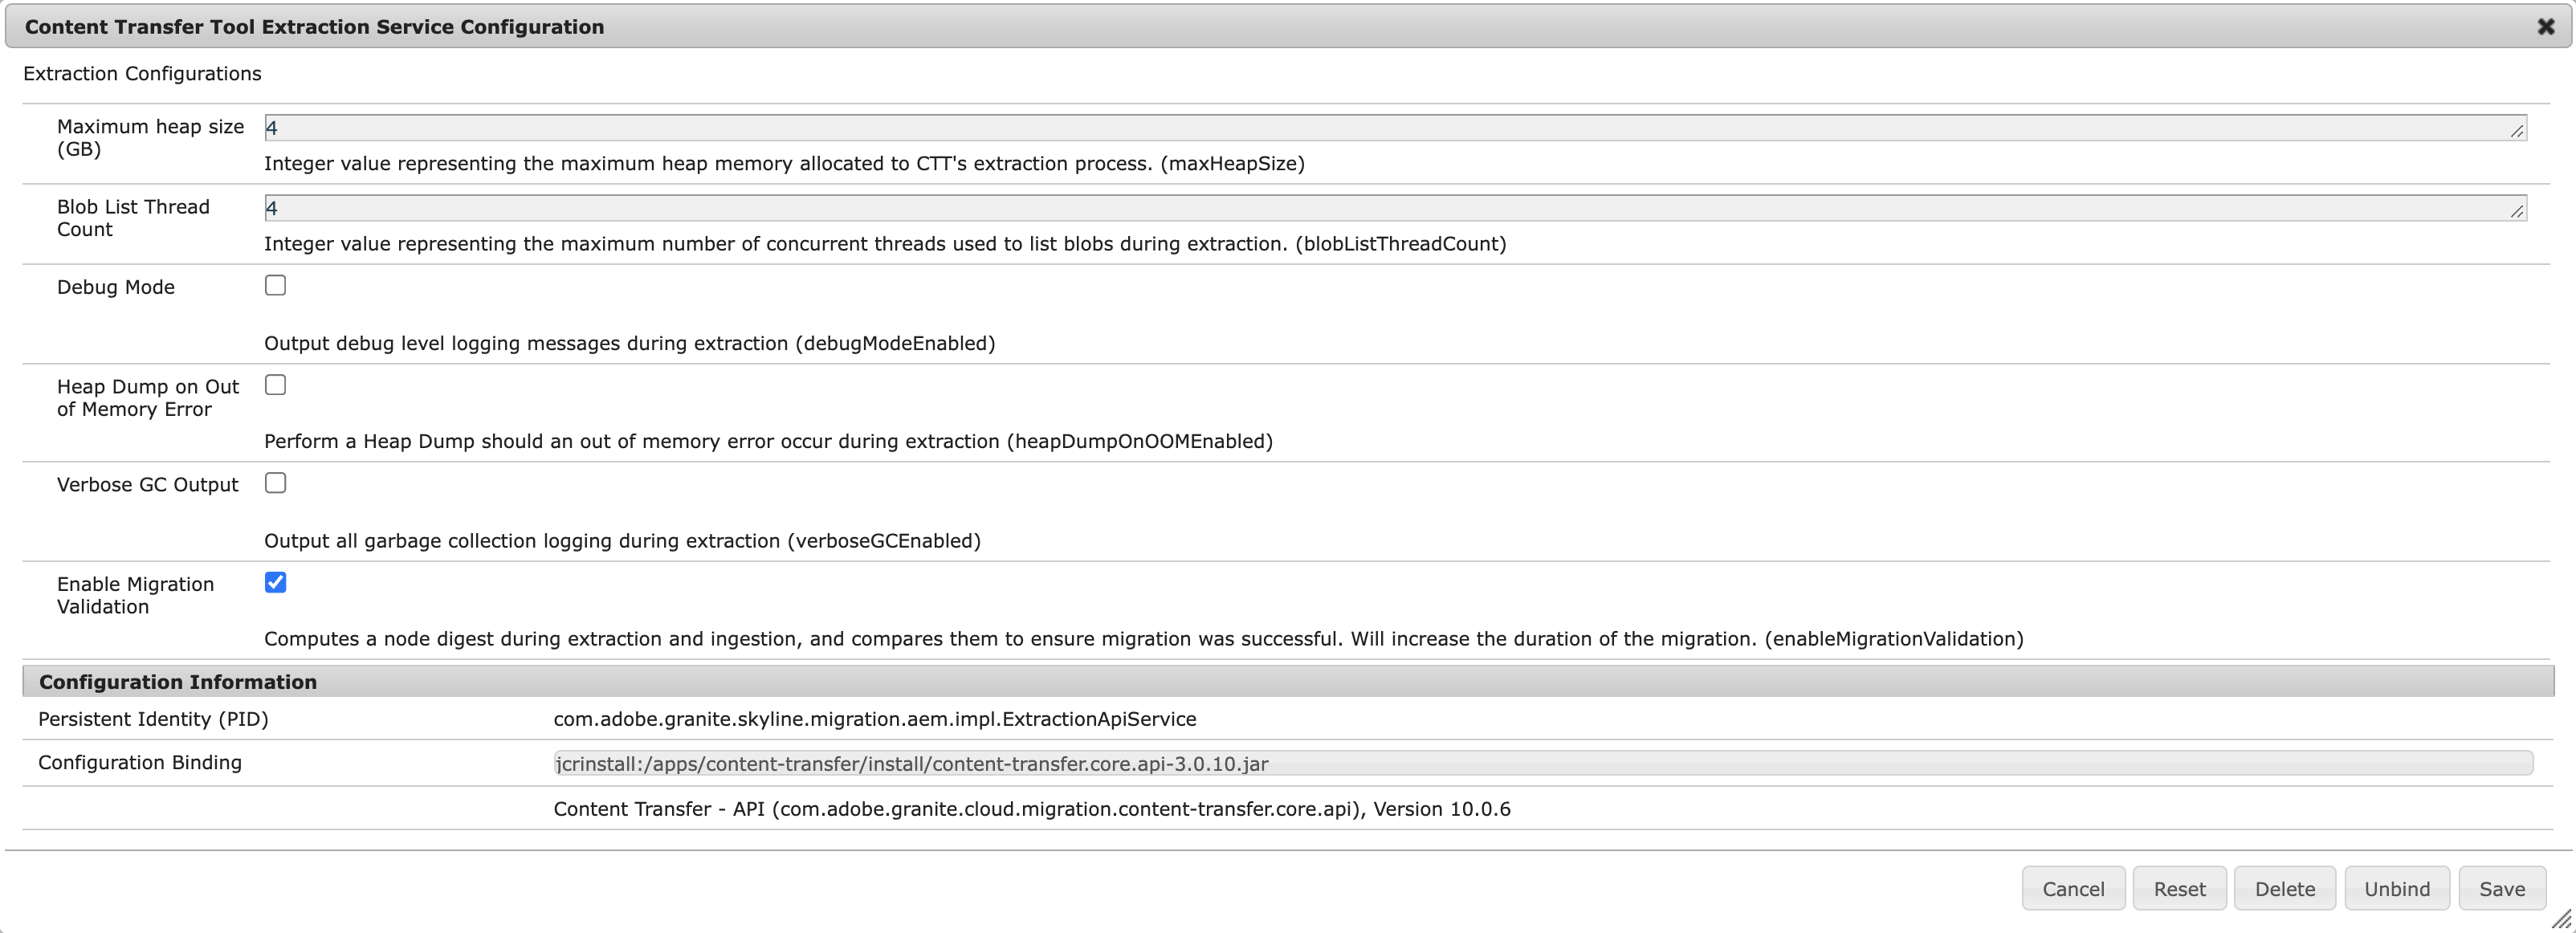 Content Transfer Tool Extraction Service Configuration
Extraction Configurations
Maximum heap size
(GB)
4
Integer value representing the maximum heap memory allocated to CTT's extraction process. (maxHeapSize)
Blob List Thread
Count
4
Integer value representing the maximum number of concurrent threads used to list blobs during extraction. (blobListThreadCount)
Debug Mode
Output debug level logging messages during extraction (debugModeEnabled)
Heap Dump on Out
of Memory Error
Perform a Heap Dump should an out of memory error occur during extraction (heapDumpOnOOMEnabled)
Verbose GC Output
Output all garbage collection logging during extraction (verboseGCEnabled)
Enable Migration
Validation
Computes a node digest during extraction and ingestion, and compares them to ensure migration was successful. Will increase the duration of the migration. (enableMigrationValidation)
Configuration Information
Persistent Identity (PID) com.adobe.granite.skyline.migration.aem.impl.ExtractionApiService
Configuration Binding jcrinstall:/apps/content-transfer/install/content-transfer.core.api-3.0.10.jar
Content Transfer - API (com.adobe.granite.cloud.migration.content-transfer.core.api), Version 10.0.6
Cancel Reset Delete Unbind Save